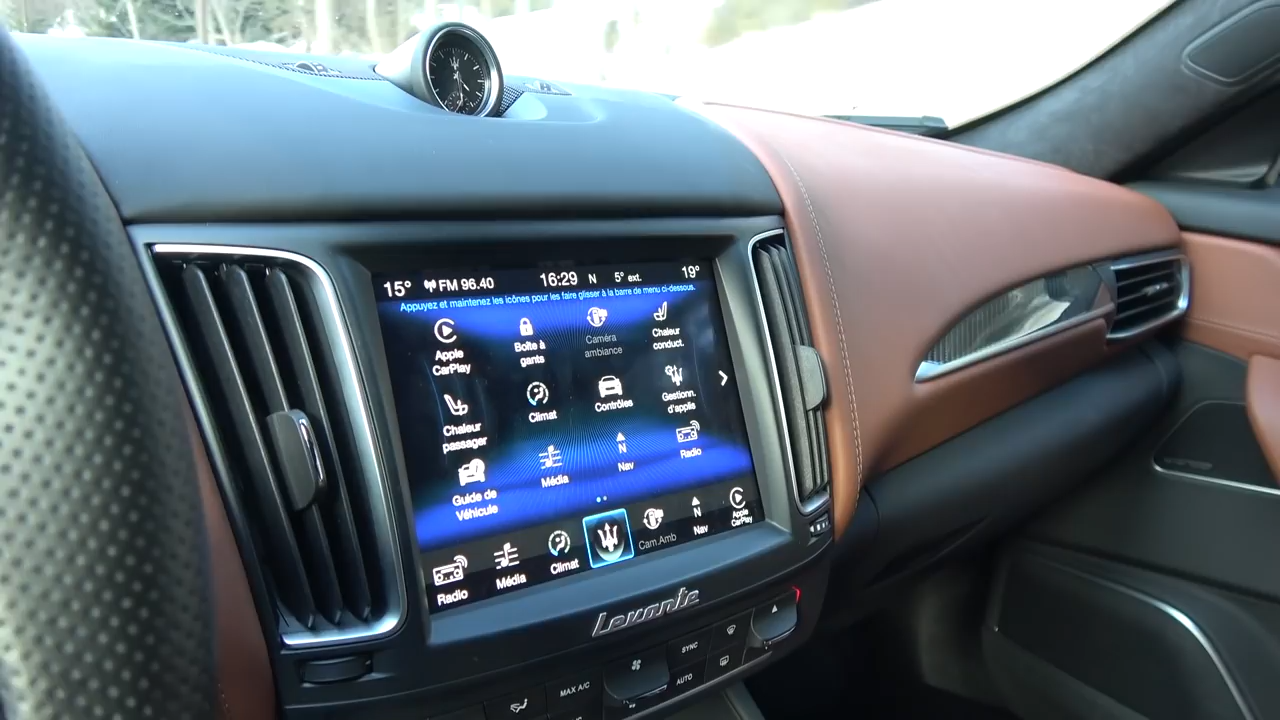 15° FM 96.40 16:29 N 5° ext. 19°
Appuyez et maintenez les icônes pour les faire glisser à la barre de menu ci-dessous.
Apple
CarPlay
Boîte à
gants
Caméra
ambiance
Chaleur
conduct.
Chaleur
passager
Climat
Contrôles
Gestionn.
d'applis
Guide de
Véhicule
Média
N
Nav
Radio
Radio
Média
Climat
Cam.Amb
N
Nav
Apple
CarPlay
Levante
MAX A/C
SYNC
AUTO